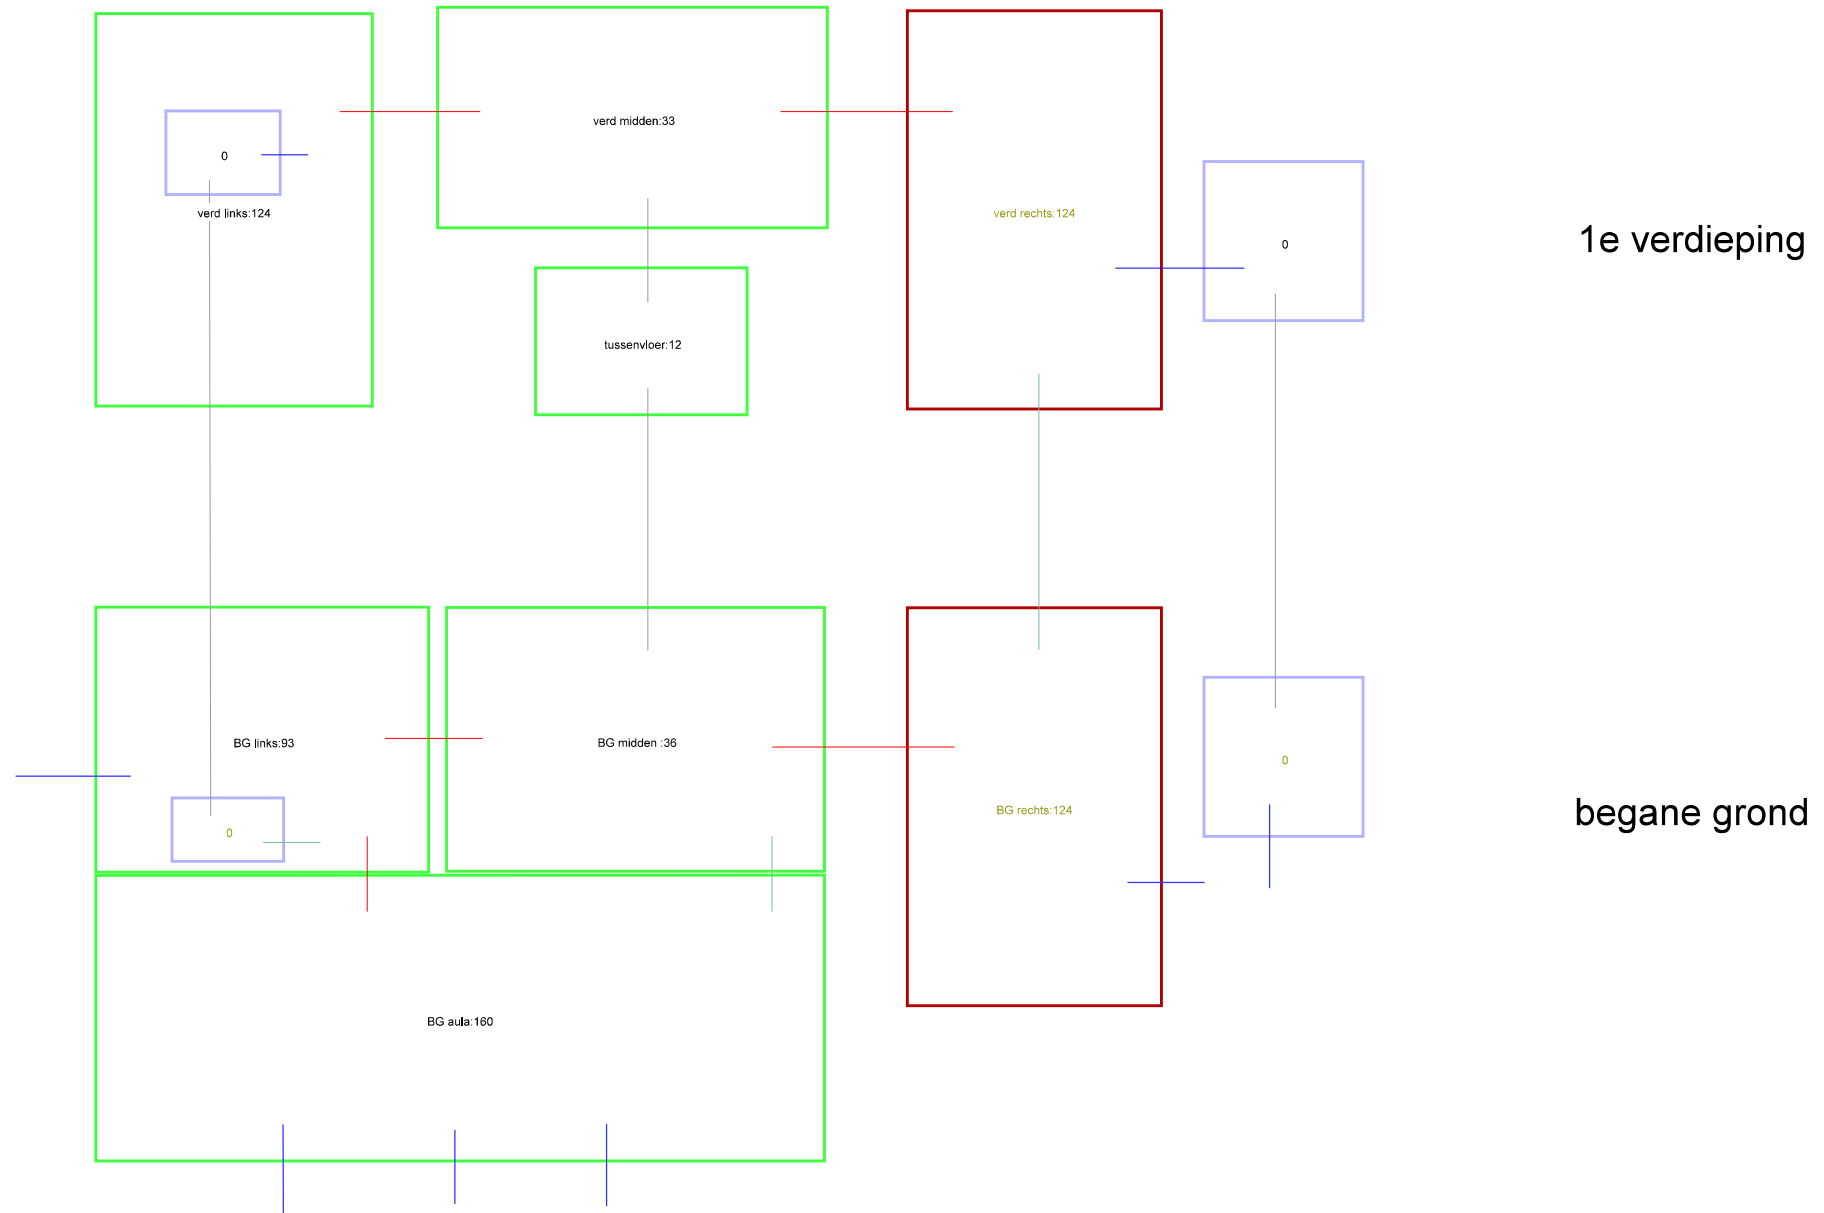 verd midden:33
0
verd links:124
verd rechts:124
0
1e verdieping
tussenvloer:12
BG links:93
BG midden :36
0
BG rechts:124
begane grond
0
BG aula:160